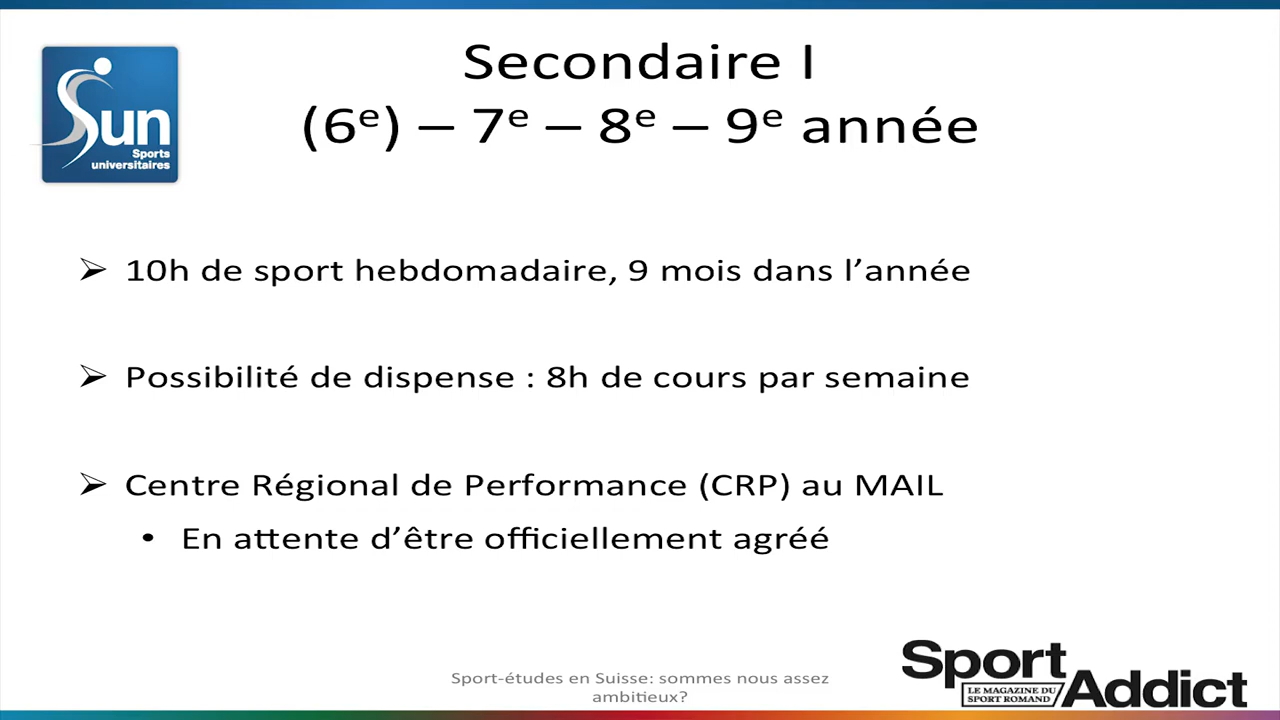 Sun
Sports
universitaires
Secondaire I
(6e) – 7e – 8e – 9e année
➢ 10h de sport hebdomadaire, 9 mois dans l’année
➢ Possibilité de dispense : 8h de cours par semaine
➢ Centre Régional de Performance (CRP) au MAIL
• En attente d’être officiellement agréé
Sport-études en Suisse: sommes nous assez
ambitieux?
Sport
Addict
LE MAGAZINE DU
SPORT ROMAND